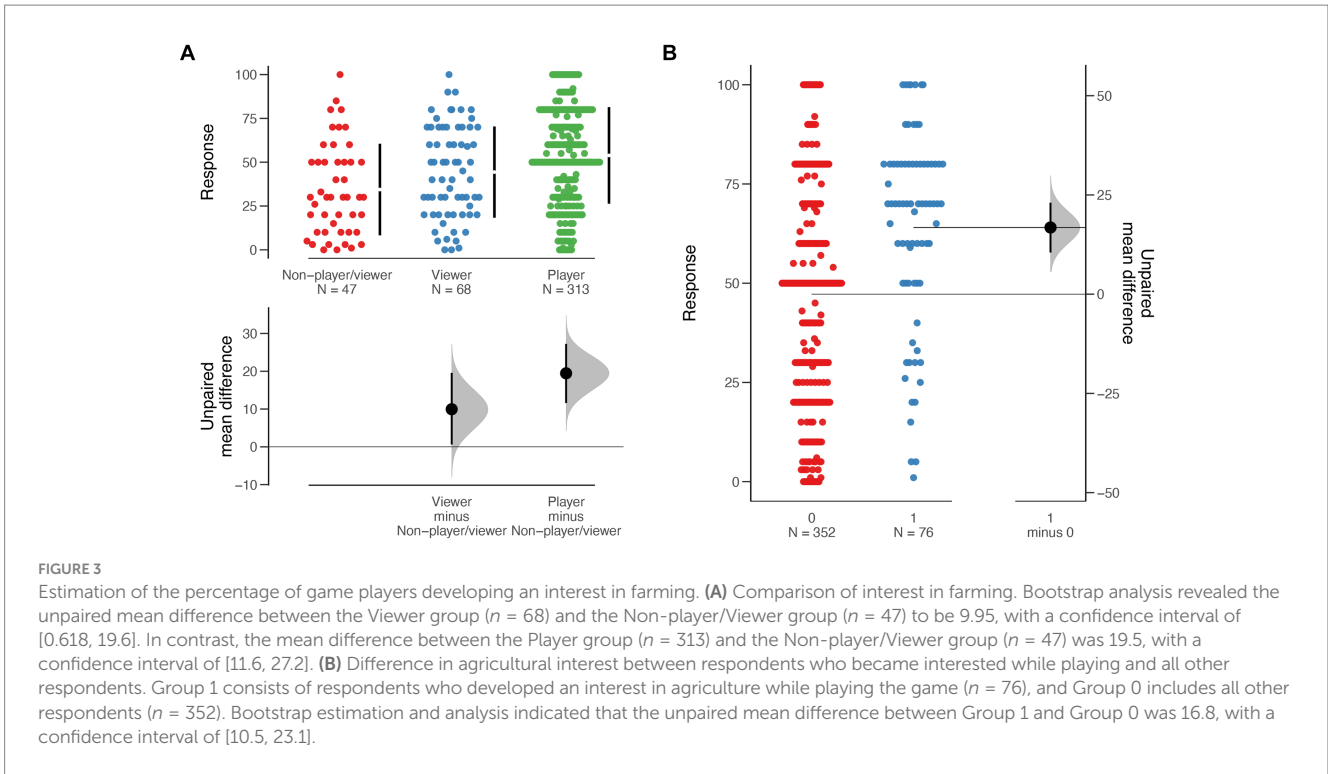 A
B
Response
100
75
50
25
0
Non–player/viewer
N = 47
Viewer
N = 68
Player
N = 313
Unpaired
mean difference
30
20
10
0
−10
Viewer
minus
Non–player/viewer
Player
minus
Non–player/viewer
Response
100
75
50
25
0
0
N = 352
1
N = 76
1
minus 0
50
25
0
−25
−50
Unpaired
mean difference
FIGURE 3
Estimation of the percentage of game players developing an interest in farming. (A) Comparison of interest in farming. Bootstrap analysis revealed the
unpaired mean difference between the Viewer group (n = 68) and the Non-player/Viewer group (n = 47) to be 9.95, with a confidence interval of
[0.618, 19.6]. In contrast, the mean difference between the Player group (n = 313) and the Non-player/Viewer group (n = 47) was 19.5, with a
confidence interval of [11.6, 27.2]. (B) Difference in agricultural interest between respondents who became interested while playing and all other
respondents. Group 1 consists of respondents who developed an interest in agriculture while playing the game (n = 76), and Group 0 includes all other
respondents (n = 352). Bootstrap estimation and analysis indicated that the unpaired mean difference between Group 1 and Group 0 was 16.8, with a
confidence interval of [10.5, 23.1].